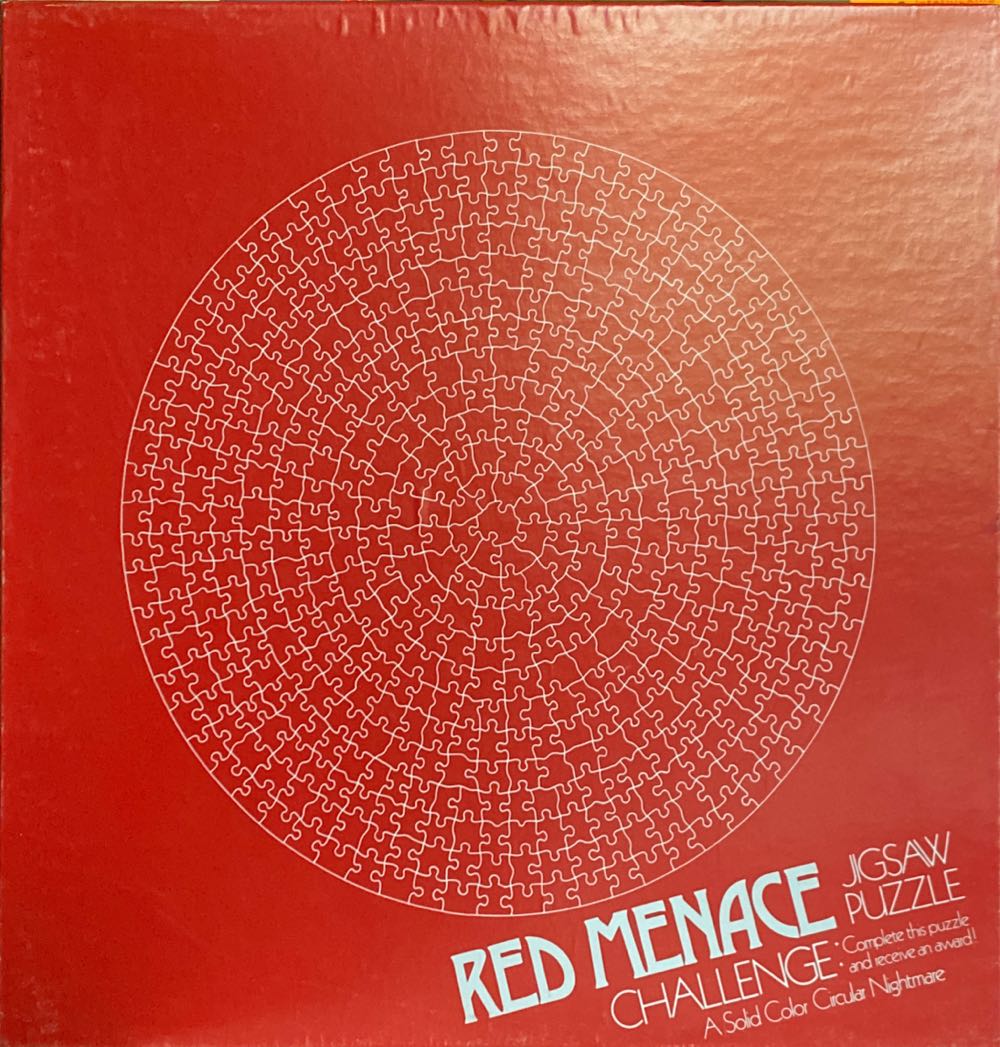 RED MENACE
JIGSAW
PUZZLE
CHALLENGE:
Complete this puzzle
and receive an award!
A Solid Color Circular Nightmare